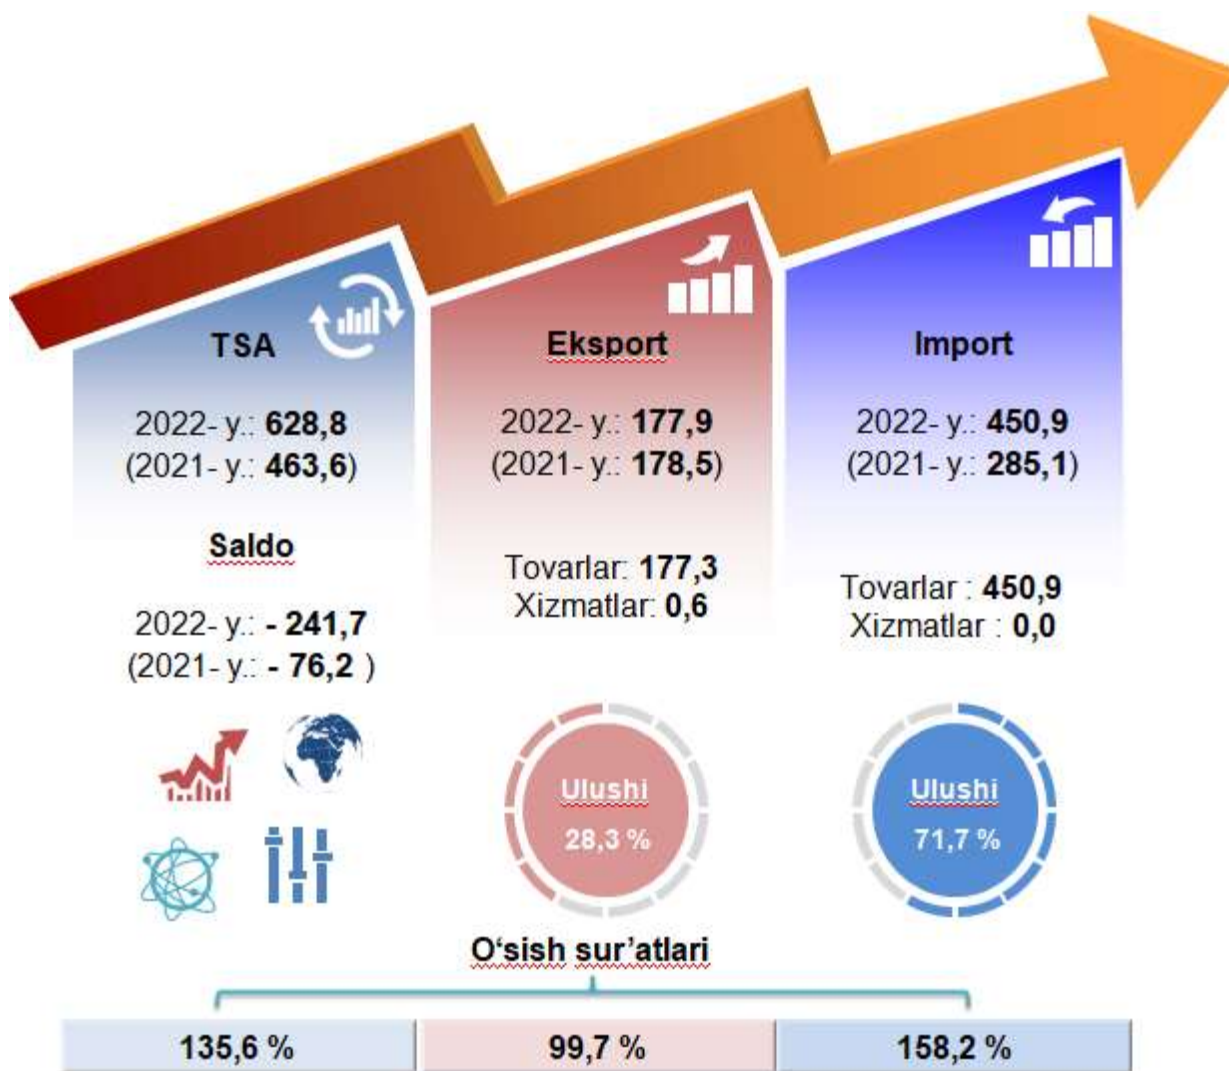 TSA
2022- y.: 628,8
(2021- y.: 463,6)
Saldo
2022- y.: - 241,7
(2021- y.: - 76,2 )
Eksport
2022- y.: 177,9
(2021- y.: 178,5)
Tovarlar: 177,3
Xizmatlar: 0,6
Ulushi
28,3 %
Import
2022- y.: 450,9
(2021- y.: 285,1)
Tovarlar : 450,9
Xizmatlar : 0,0
Ulushi
71,7 %
O‘sish sur’atlari
135,6 %
99,7 %
158,2 %